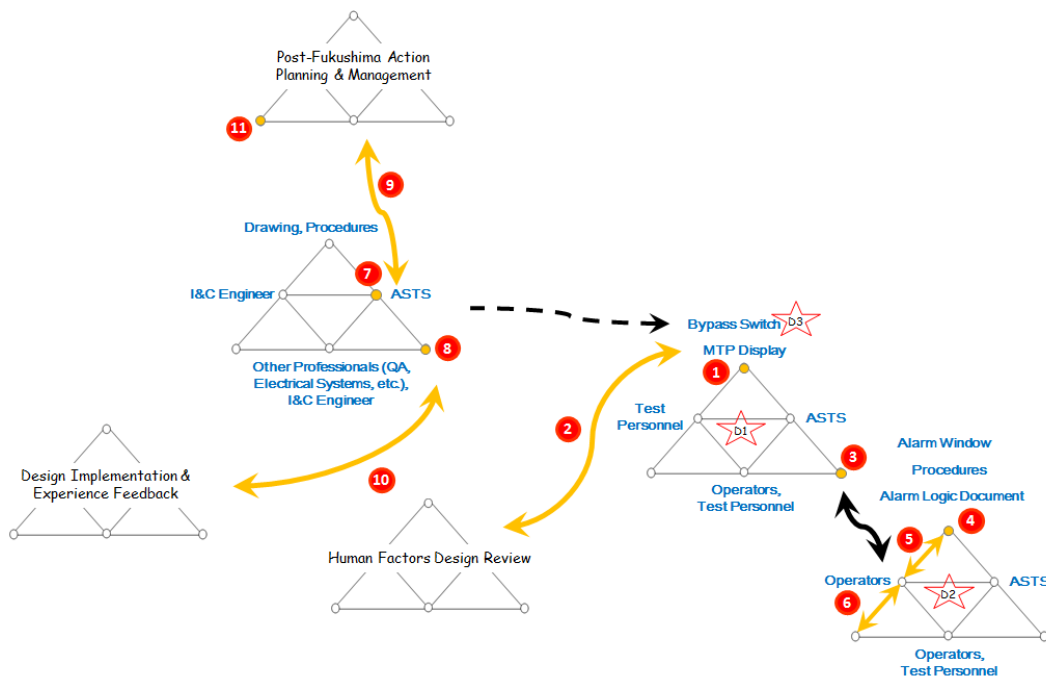 Post-Fukushima Action
Planning & Management
11
9
Drawing, Procedures
7
I&C Engineer
ASTS
8
Other Professionals (QA,
Electrical Systems, etc.),
I&C Engineer
Bypass Switch
D3
MTP Display
1
2
Test
Personnel
D1
ASTS
3
Operators,
Test Personnel
Alarm Window
Procedures
Alarm Logic Document
4
5
Operators
6
D2
ASTS
Operators,
Test Personnel
Design Implementation &
Experience Feedback
10
Human Factors Design Review